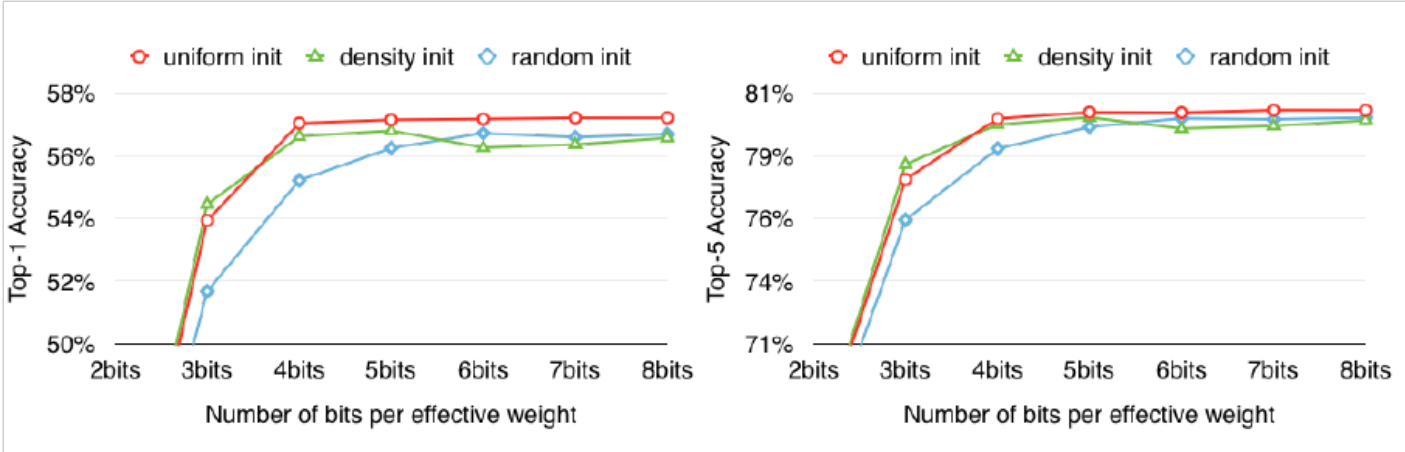 uniform init density init random init
58%
56%
54%
52%
50%
Top-1 Accuracy
2bits 3bits 4bits 5bits 6bits 7bits 8bits
Number of bits per effective weight
uniform init density init random init
81%
79%
76%
74%
71%
Top-5 Accuracy
2bits 3bits 4bits 5bits 6bits 7bits 8bits
Number of bits per effective weight